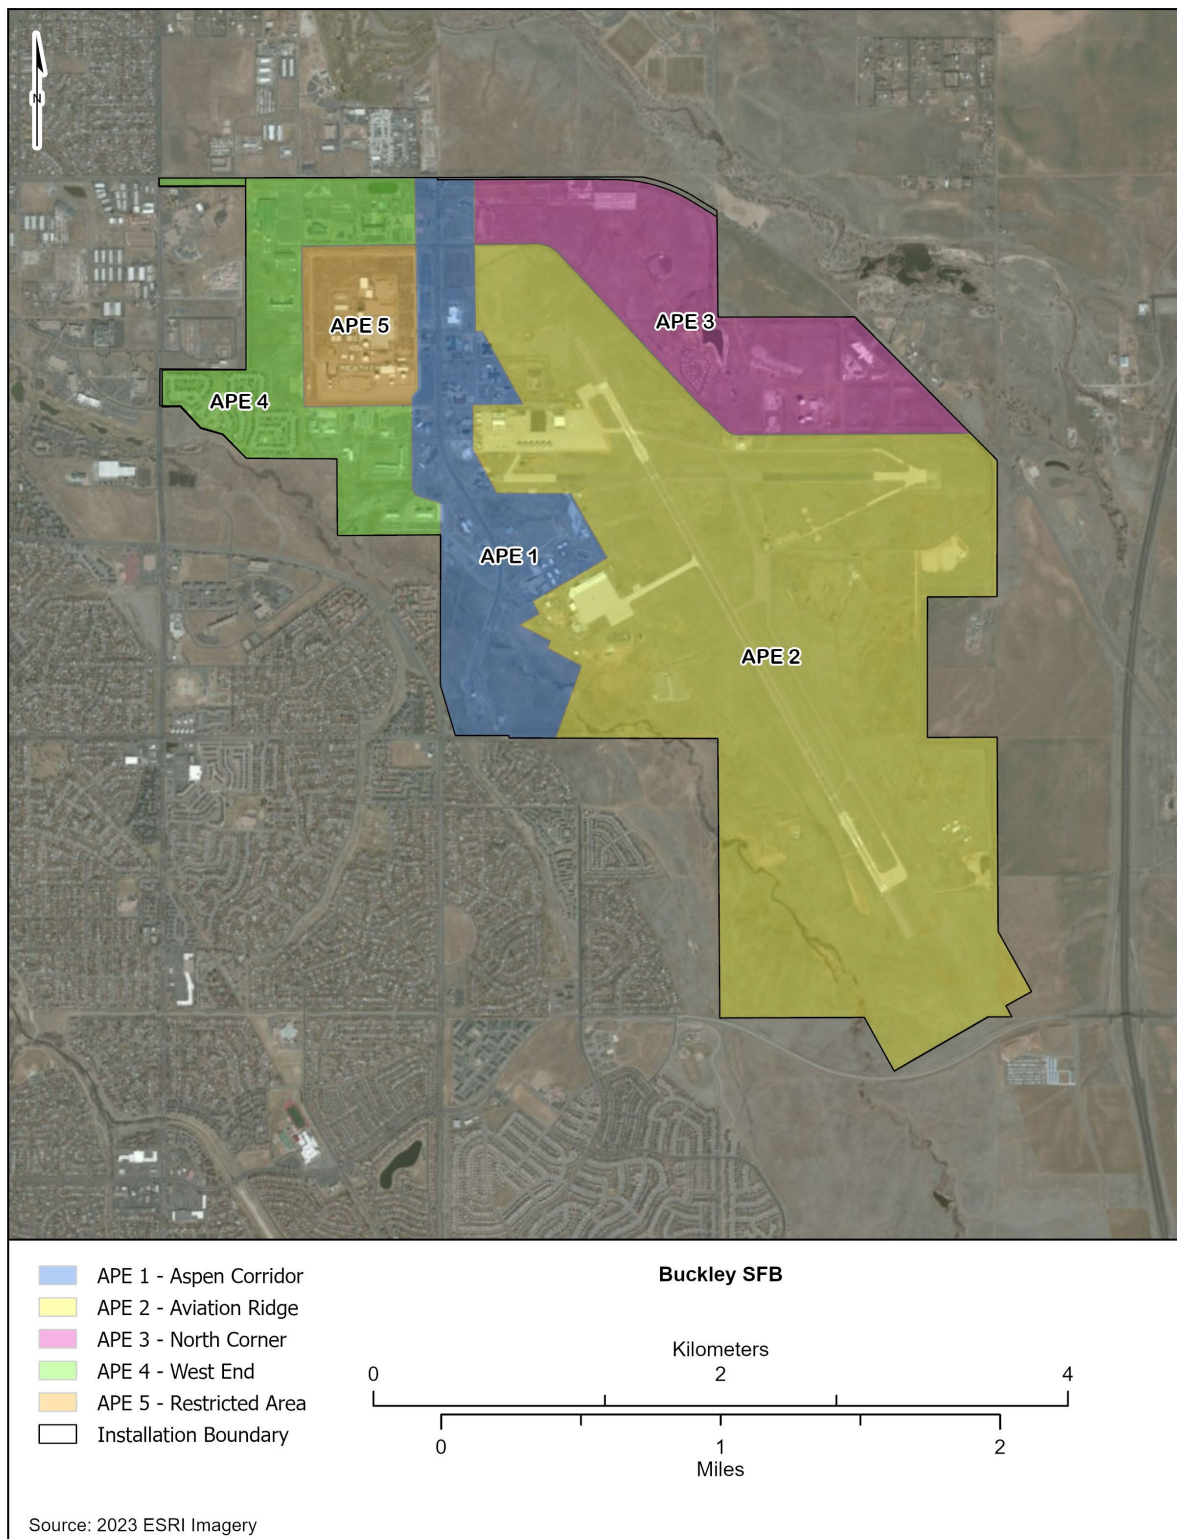 N
APE 5
APE 3
APE 4
APE 1
APE 2
APE 1 - Aspen Corridor
APE 2 - Aviation Ridge
APE 3 - North Corner
APE 4 - West End
APE 5 - Restricted Area
Installation Boundary
Buckley SFB
Kilometers
0 2 4
0 1 2
Miles
Source: 2023 ESRI Imagery